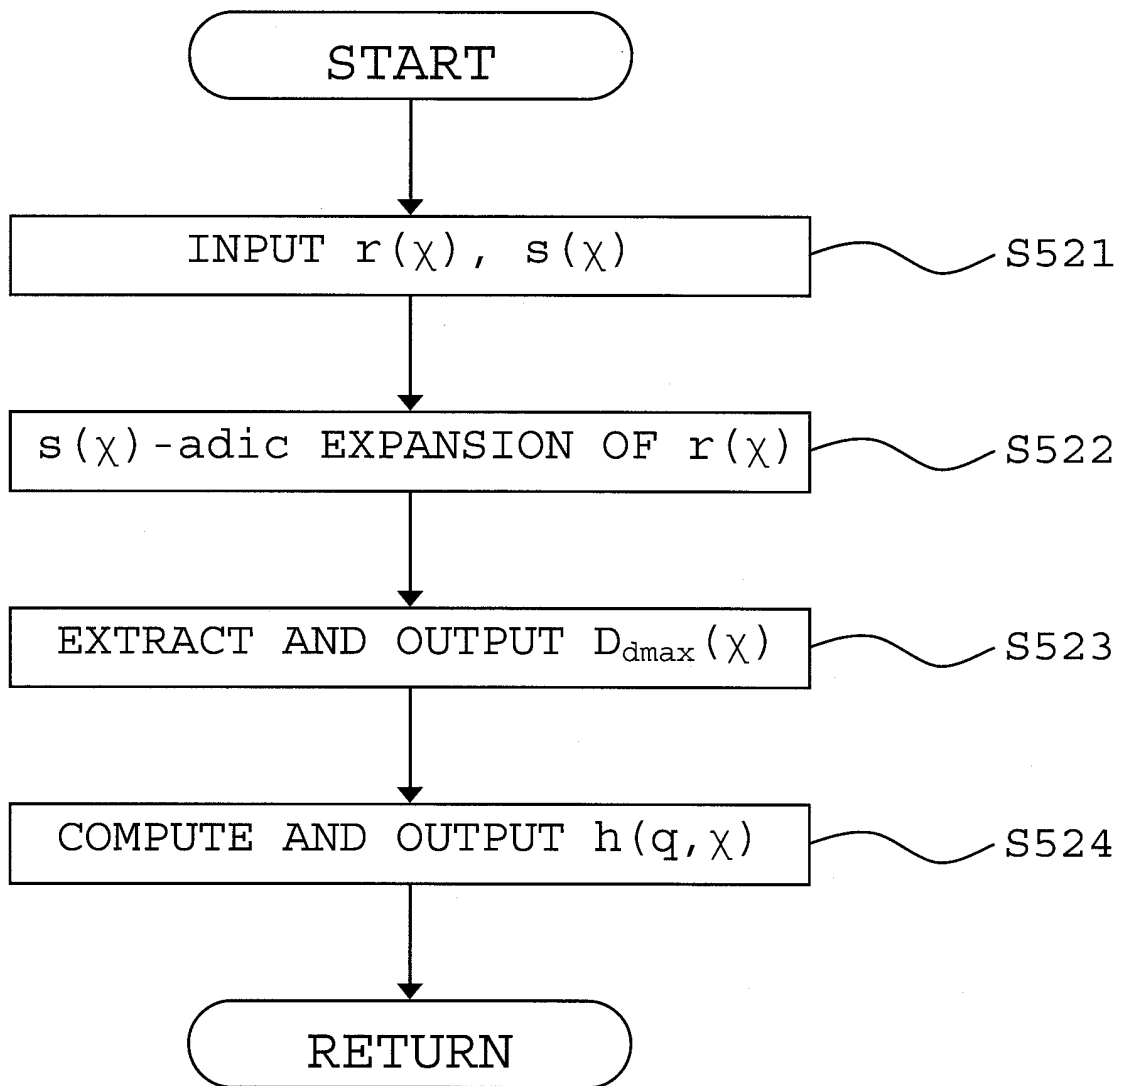 START
INPUT r(χ), s(χ)
S521
s(χ)-adic EXPANSION OF r(χ)
S522
EXTRACT AND OUTPUT D_dmax(χ)
S523
COMPUTE AND OUTPUT h(q,χ)
S524
RETURN